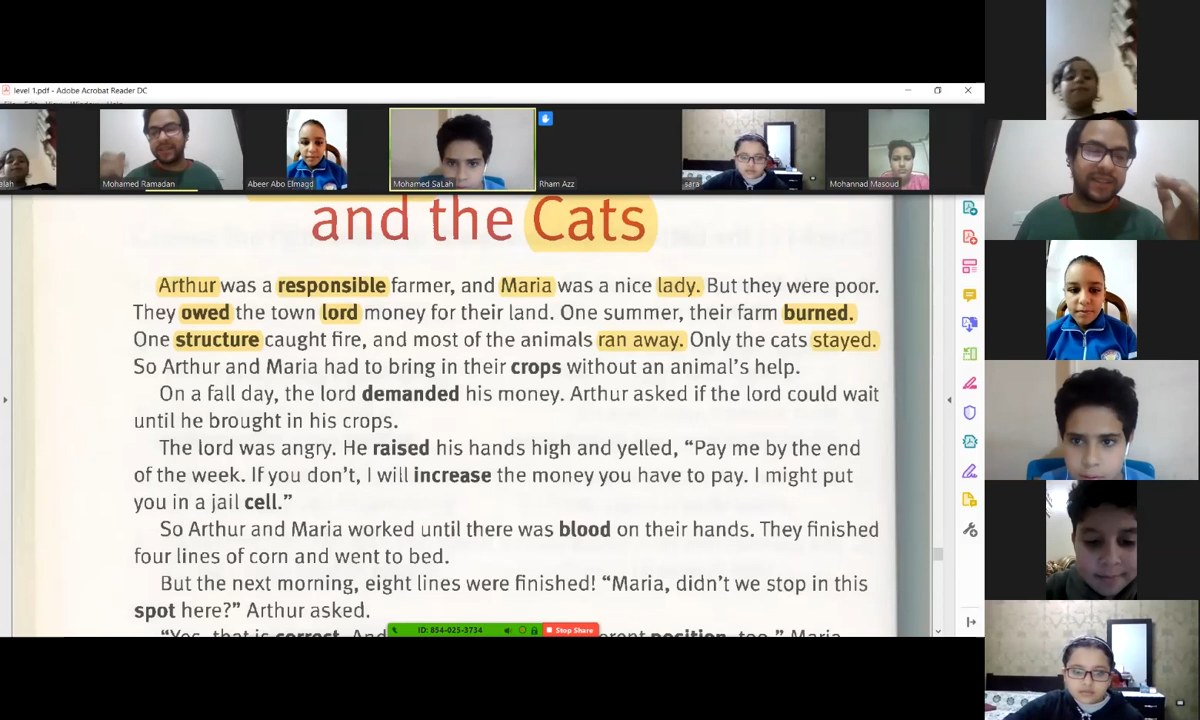 level 1.pdf - Adobe Acrobat Reader DC
Mohamed Ramadan
Abeer Abo Elmagd
Mohamed SaLah
Rham Azz
sara
Mohannad Masoud
and the Cats
Arthur was a responsible farmer, and Maria was a nice lady. But they were poor.
They owed the town lord money for their land. One summer, their farm burned.
One structure caught fire, and most of the animals ran away. Only the cats stayed.
So Arthur and Maria had to bring in their crops without an animal's help.
On a fall day, the lord demanded his money. Arthur asked if the lord could wait
until he brought in his crops.
The lord was angry. He raised his hands high and yelled, “Pay me by the end
of the week. If you don't, I will increase the money you have to pay. I might put
you in a jail cell.”
So Arthur and Maria worked until there was blood on their hands. They finished
four lines of corn and went to bed.
But the next morning, eight lines were finished! “Maria, didn't we stop in this
spot here?” Arthur asked.
“Yes, that is correct. And position, too.” Maria
ID: 854-025-3734
Stop Share